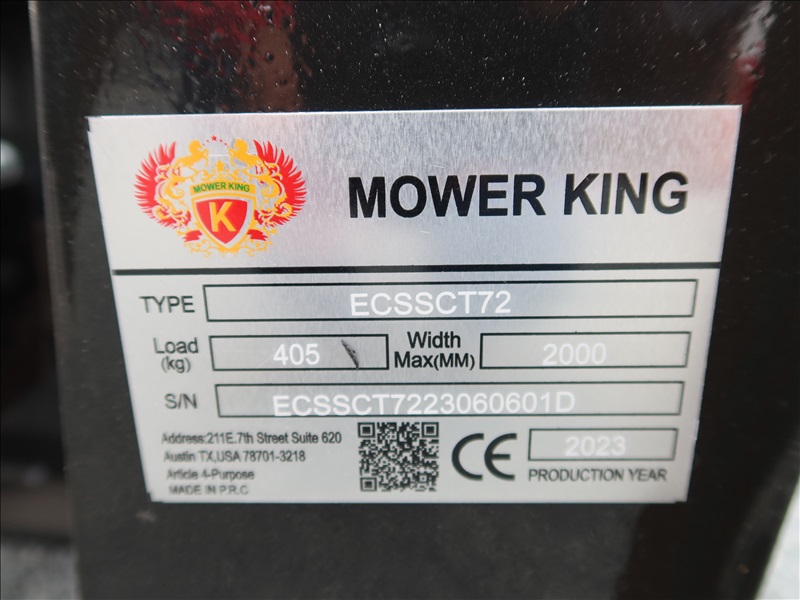 MOWER KING
K
MOWER KING
TYPE ECSSCT72
Load (kg) 405 Width Max(MM) 2000
S/N ECSSCT7223060601D
Address:211E.7th Street Suite 620
Austin TX,USA 78701-3218
Article 4-Purpose
MADE IN P.R.C
CE
2023
PRODUCTION YEAR